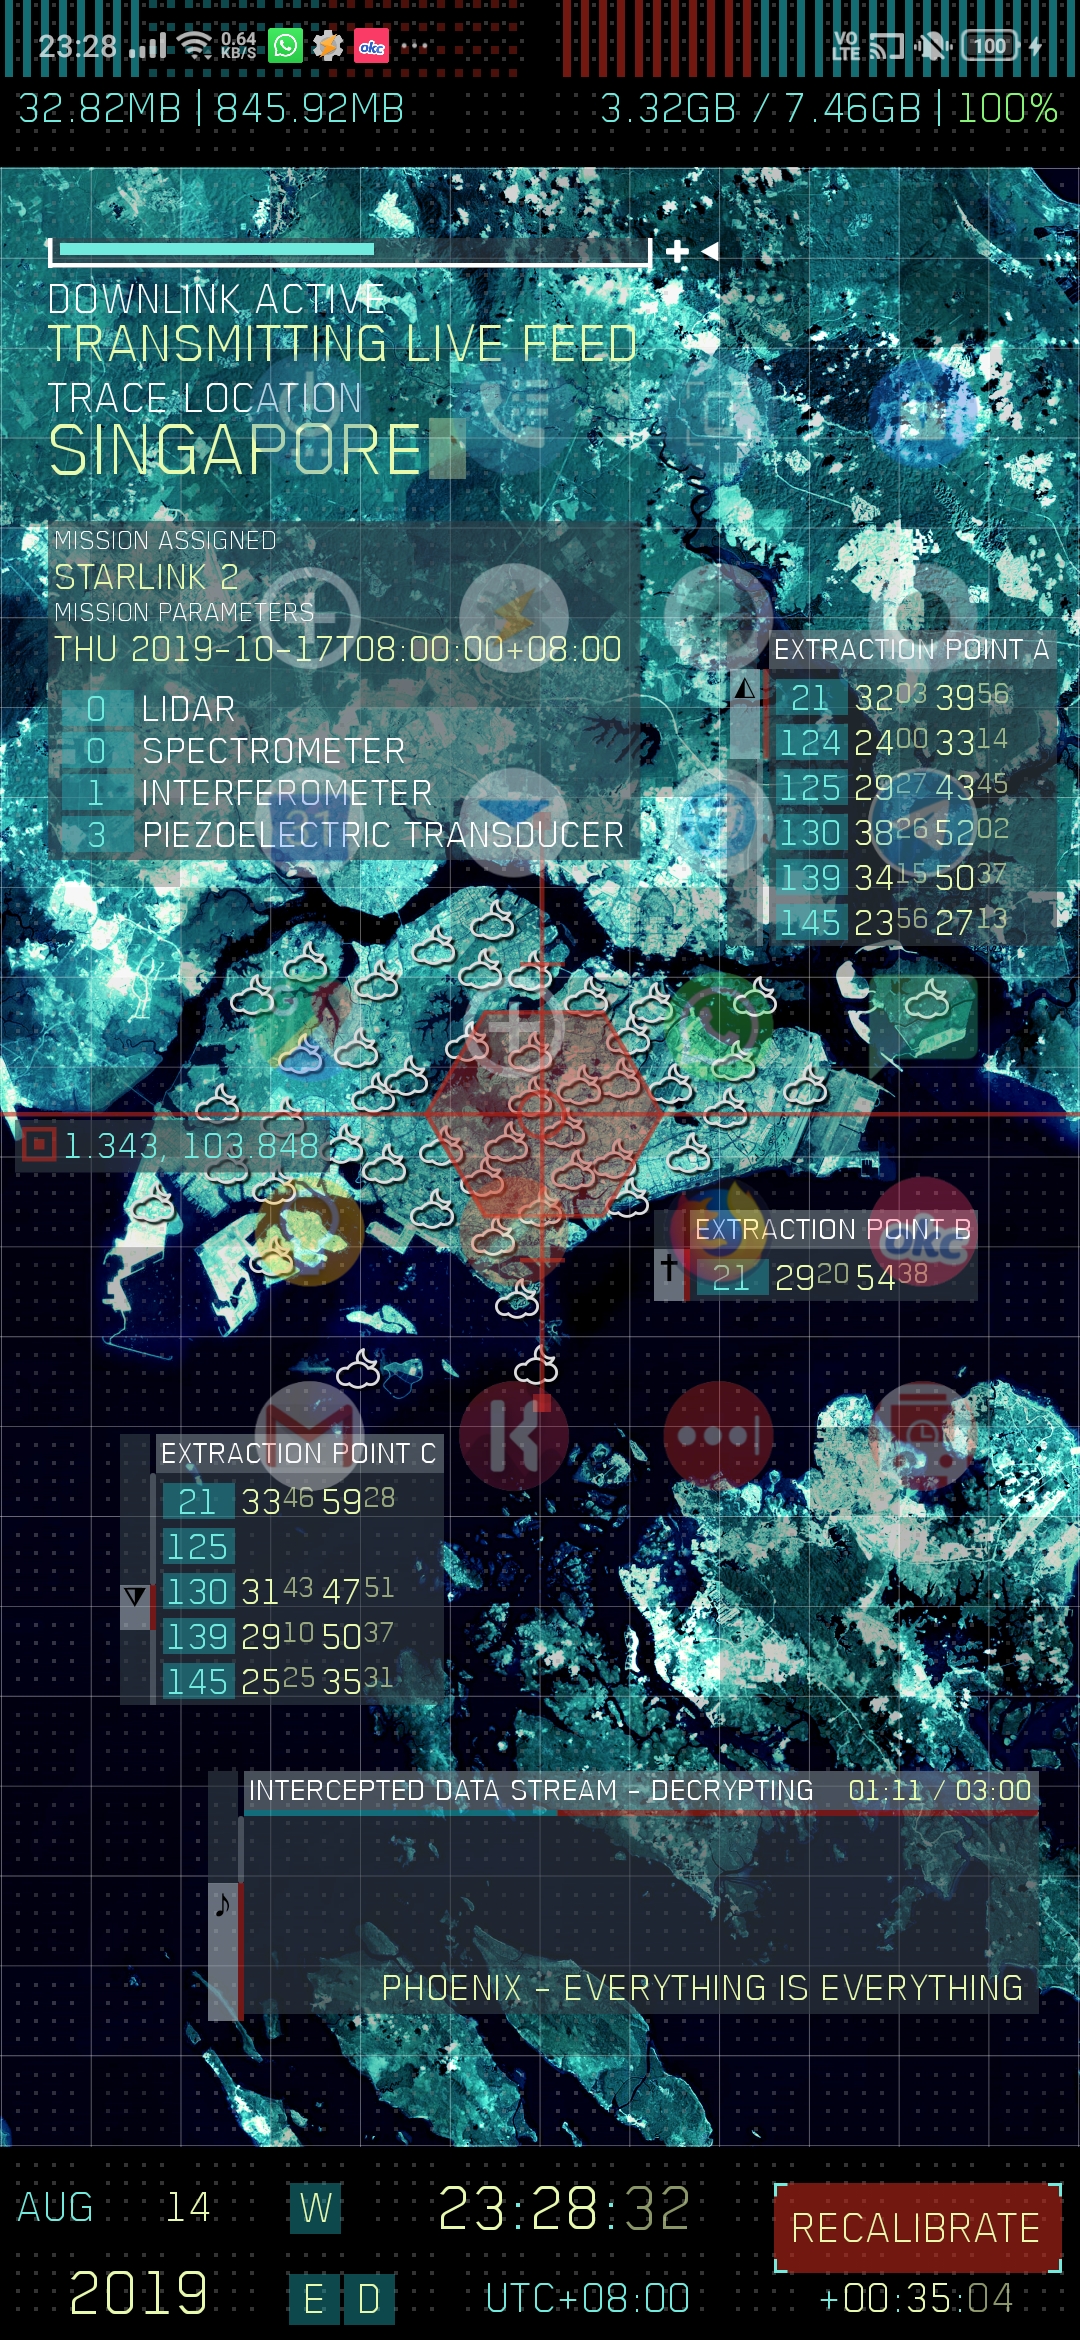 23:28 0.64 KB/S okc ... VO LTE 100
32.82MB | 845.92MB 3.32GB / 7.46GB | 100%
DOWNLINK ACTIVE
TRANSMITTING LIVE FEED
TRACE LOCATION
SINGAPORE
MISSION ASSIGNED
STARLINK 2
MISSION PARAMETERS
THU 2019-10-17T08:00:00+08:00
0 LIDAR
0 SPECTROMETER
1 INTERFEROMETER
3 PIEZOELECTRIC TRANSDUCER
EXTRACTION POINT A
21 3203 3956
124 2400 3314
125 2927 4345
130 3826 5202
139 3415 5037
145 2356 2713
1.343, 103.848
EXTRACTION POINT B
21 2920 5438
OKC
EXTRACTION POINT C
21 3346 5928
125
130 3143 4751
139 2910 5037
145 2525 3531
INTERCEPTED DATA STREAM - DECRYPTING 01:11 / 03:00
PHOENIX - EVERYTHING IS EVERYTHING
AUG 14 W 23:28:32 RECALIBRATE
2019 E D UTC+08:00 +00:35:04